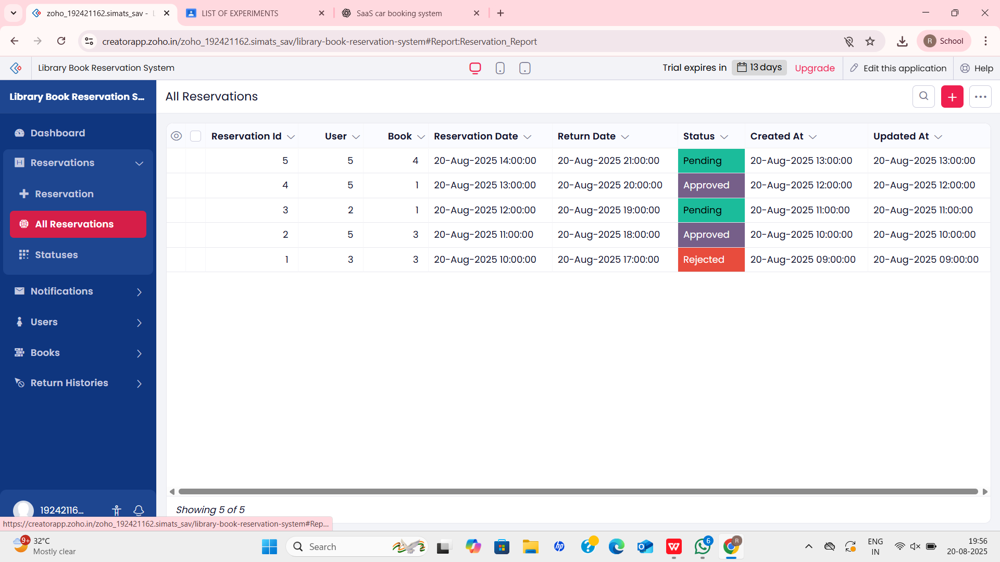 zoho_192421162.simats_sav -
LIST OF EXPERIMENTS
SaaS car booking system
creatorapp.zoho.in/zoho_192421162.simats_sav/library-book-reservation-system#Report:Reservation_Report
R School
Library Book Reservation System
Trial expires in 13 days Upgrade Edit this application Help
Library Book Reservation S...
All Reservations
Dashboard
Reservations
Reservation
All Reservations
Statuses
Notifications
Users
Books
Return Histories
19242116...
Reservation Id User Book Reservation Date Return Date Status Created At Updated At
5 5 4 20-Aug-2025 14:00:00 20-Aug-2025 21:00:00 Pending 20-Aug-2025 13:00:00 20-Aug-2025 13:00:00
4 5 1 20-Aug-2025 13:00:00 20-Aug-2025 20:00:00 Approved 20-Aug-2025 12:00:00 20-Aug-2025 12:00:00
3 2 1 20-Aug-2025 12:00:00 20-Aug-2025 19:00:00 Pending 20-Aug-2025 11:00:00 20-Aug-2025 11:00:00
2 5 3 20-Aug-2025 11:00:00 20-Aug-2025 18:00:00 Approved 20-Aug-2025 10:00:00 20-Aug-2025 10:00:00
1 3 3 20-Aug-2025 10:00:00 20-Aug-2025 17:00:00 Rejected 20-Aug-2025 09:00:00 20-Aug-2025 09:00:00
Showing 5 of 5
https://creatorapp.zoho.in/zoho_192421162.simats_sav/library-book-reservation-system#Rep...
9+
32°C
Mostly clear
Search
hp
6
R
ENG
IN
19:56
20-08-2025